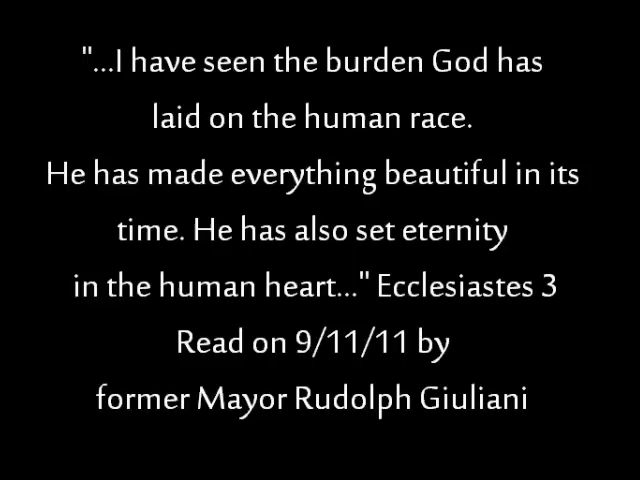 "...I have seen the burden God has
laid on the human race.
He has made everything beautiful in its
time. He has also set eternity
in the human heart..." Ecclesiastes 3
Read on 9/11/11 by
former Mayor Rudolph Giuliani